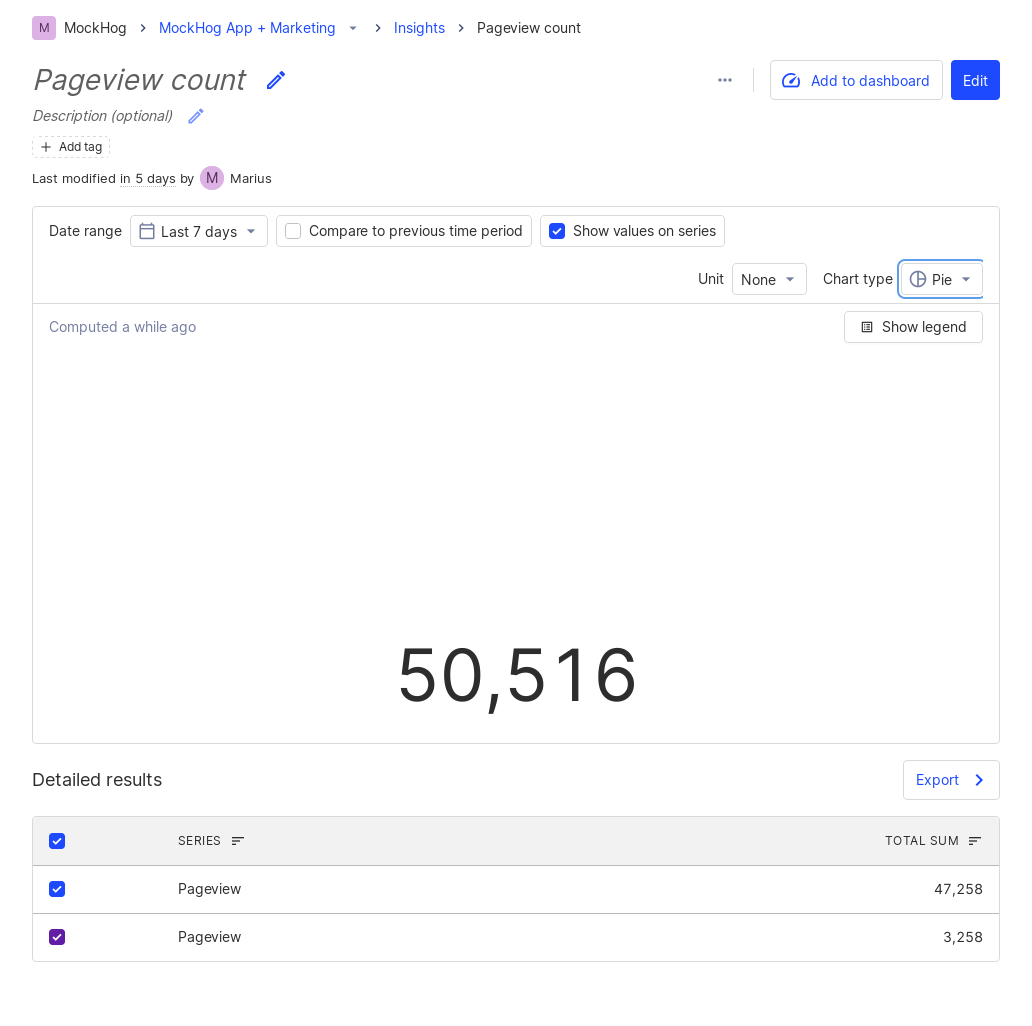 M MockHog MockHog App + Marketing Insights Pageview count
Pageview count
Add to dashboard
Edit
Description (optional)
Add tag
Last modified in 5 days by M Marius
Date range Last 7 days Compare to previous time period Show values on series
Unit None Chart type Pie
Computed a while ago Show legend
50,516
Detailed results Export
SERIES TOTAL SUM
Pageview 47,258
Pageview 3,258